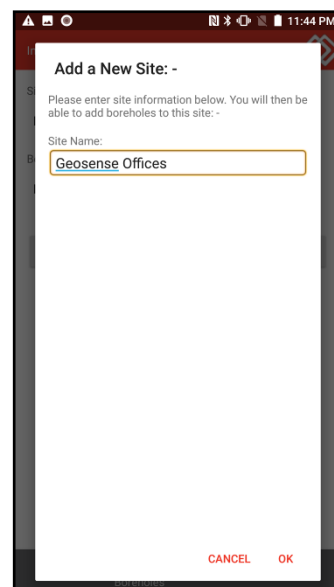 11:44 PM
Add a New Site: -
Please enter site information below. You will then be
able to add boreholes to this site: -
Site Name:
Geosense Offices
CANCEL OK
Boreholes